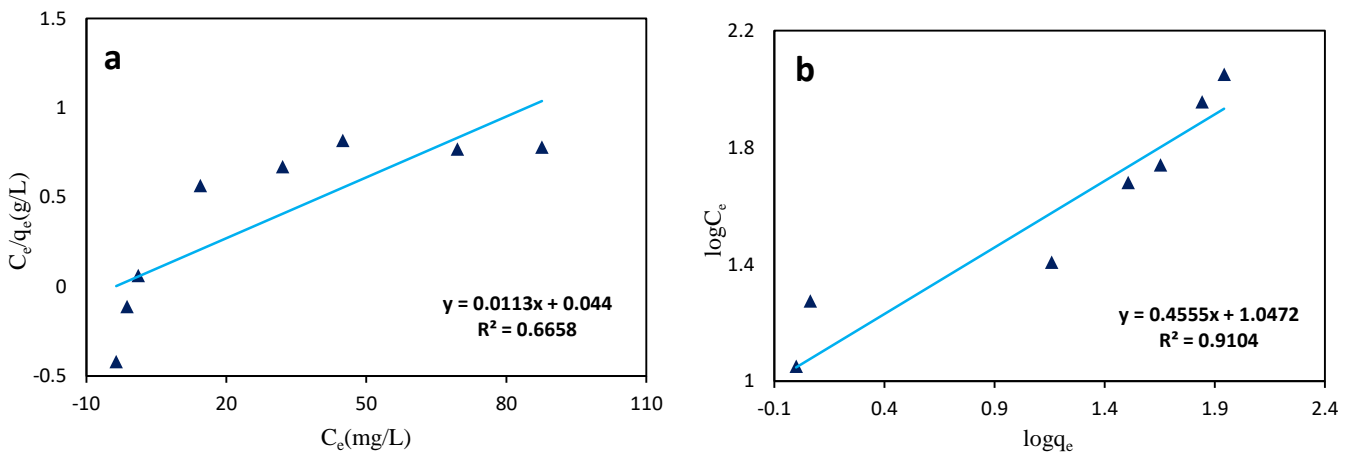 a
1.5
1
0.5
0
-0.5
-10
20
50
80
110
Cₑ/qₑ(g/L)
Cₑ(mg/L)
y = 0.0113x + 0.044
R² = 0.6658
b
2.2
1.8
1.4
1
-0.1
0.4
0.9
1.4
1.9
2.4
logCₑ
logqₑ
y = 0.4555x + 1.0472
R² = 0.9104